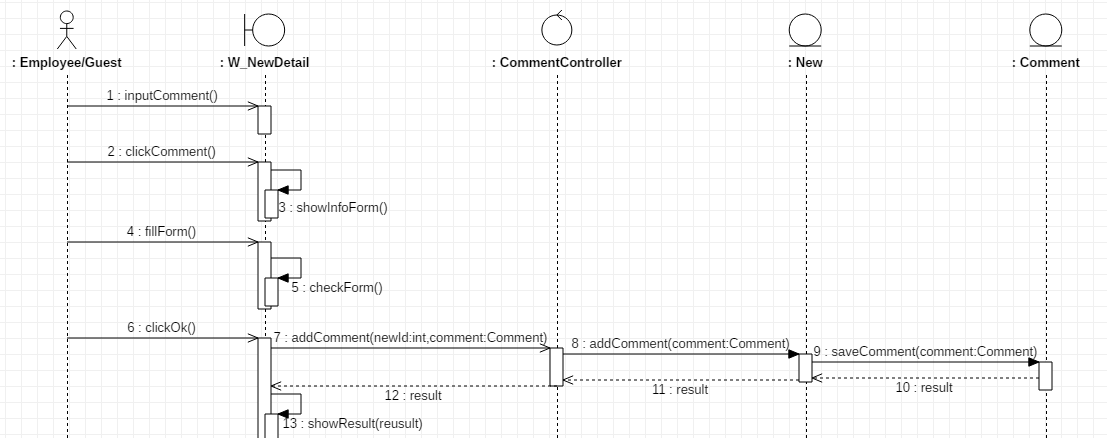 : Employee/Guest
: W_NewDetail
: CommentController
: New
: Comment
1 : inputComment()
2 : clickComment()
3 : showInfoForm()
4 : fillForm()
5 : checkForm()
6 : clickOk()
7 : addComment(newId:int,comment:Comment)
8 : addComment(comment:Comment)
9 : saveComment(comment:Comment)
10 : result
11 : result
12 : result
13 : showResult(reusult)